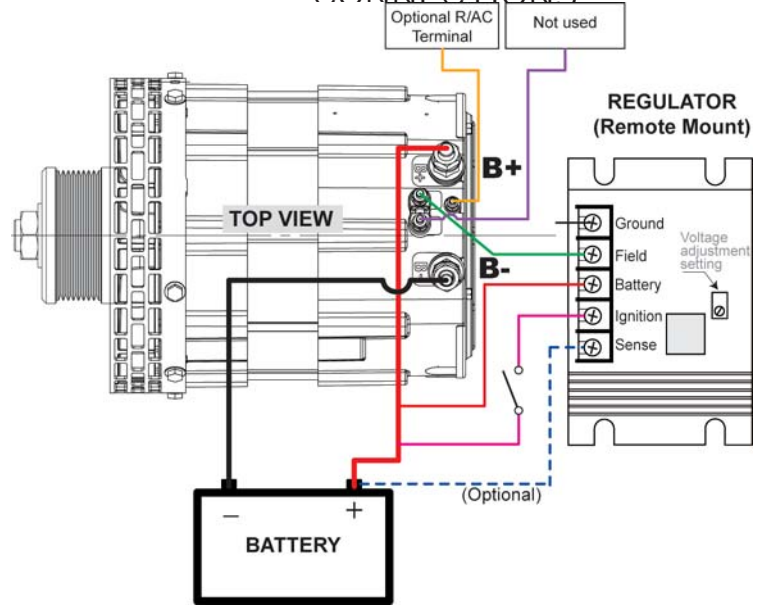 Optional R/AC
Terminal
Not used
REGULATOR
(Remote Mount)
B+
TOP VIEW
B-
Ground
Field
Battery
Ignition
Sense
Voltage
adjustment
setting
(Optional)
–
+
BATTERY